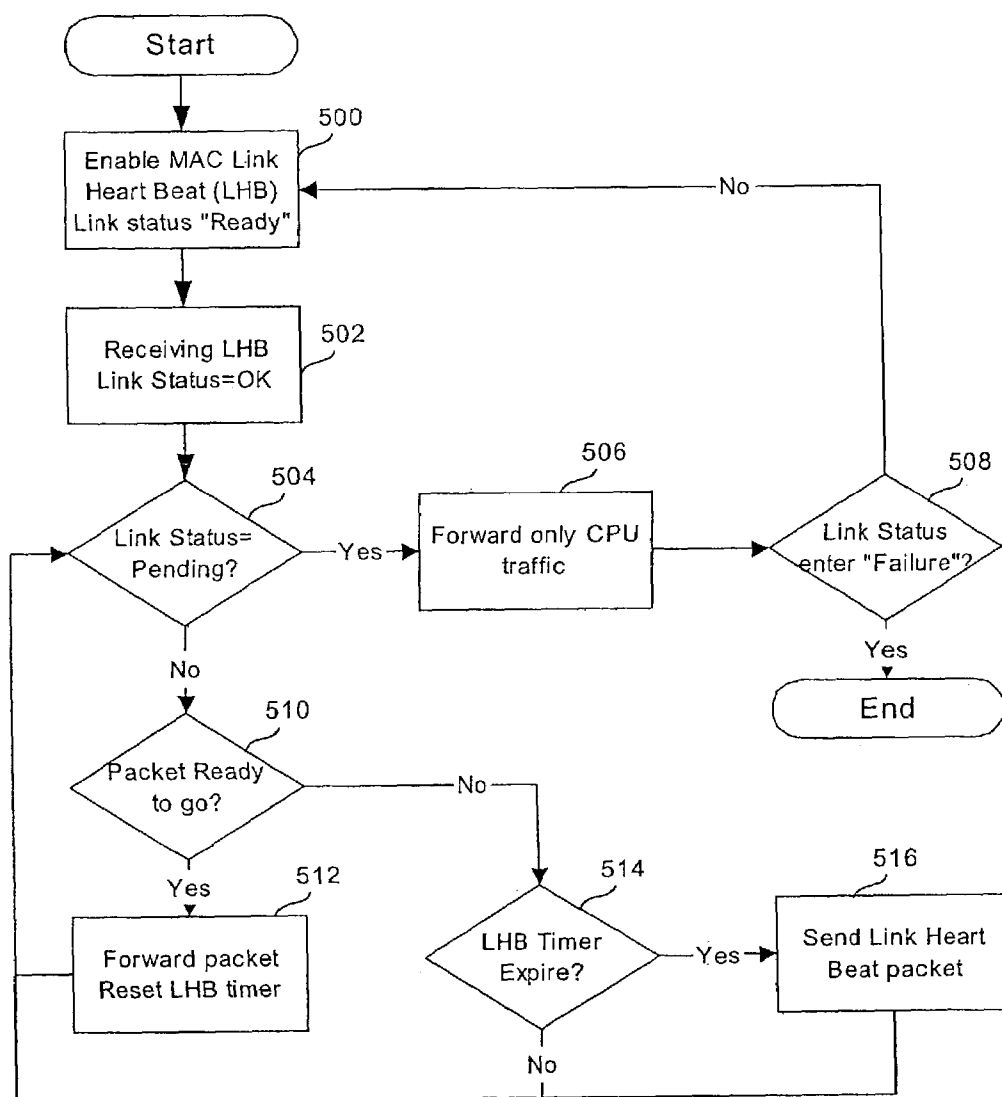 Start
500
Enable MAC Link
Heart Beat (LHB)
Link status "Ready"
No
502
Receiving LHB
Link Status=OK
504
Link Status=
Pending?
Yes
506
Forward only CPU
traffic
508
Link Status
enter "Failure"?
Yes
End
No
510
Packet Ready
to go?
No
Yes
512
Forward packet
Reset LHB timer
514
LHB Timer
Expire?
Yes
516
Send Link Heart
Beat packet
No